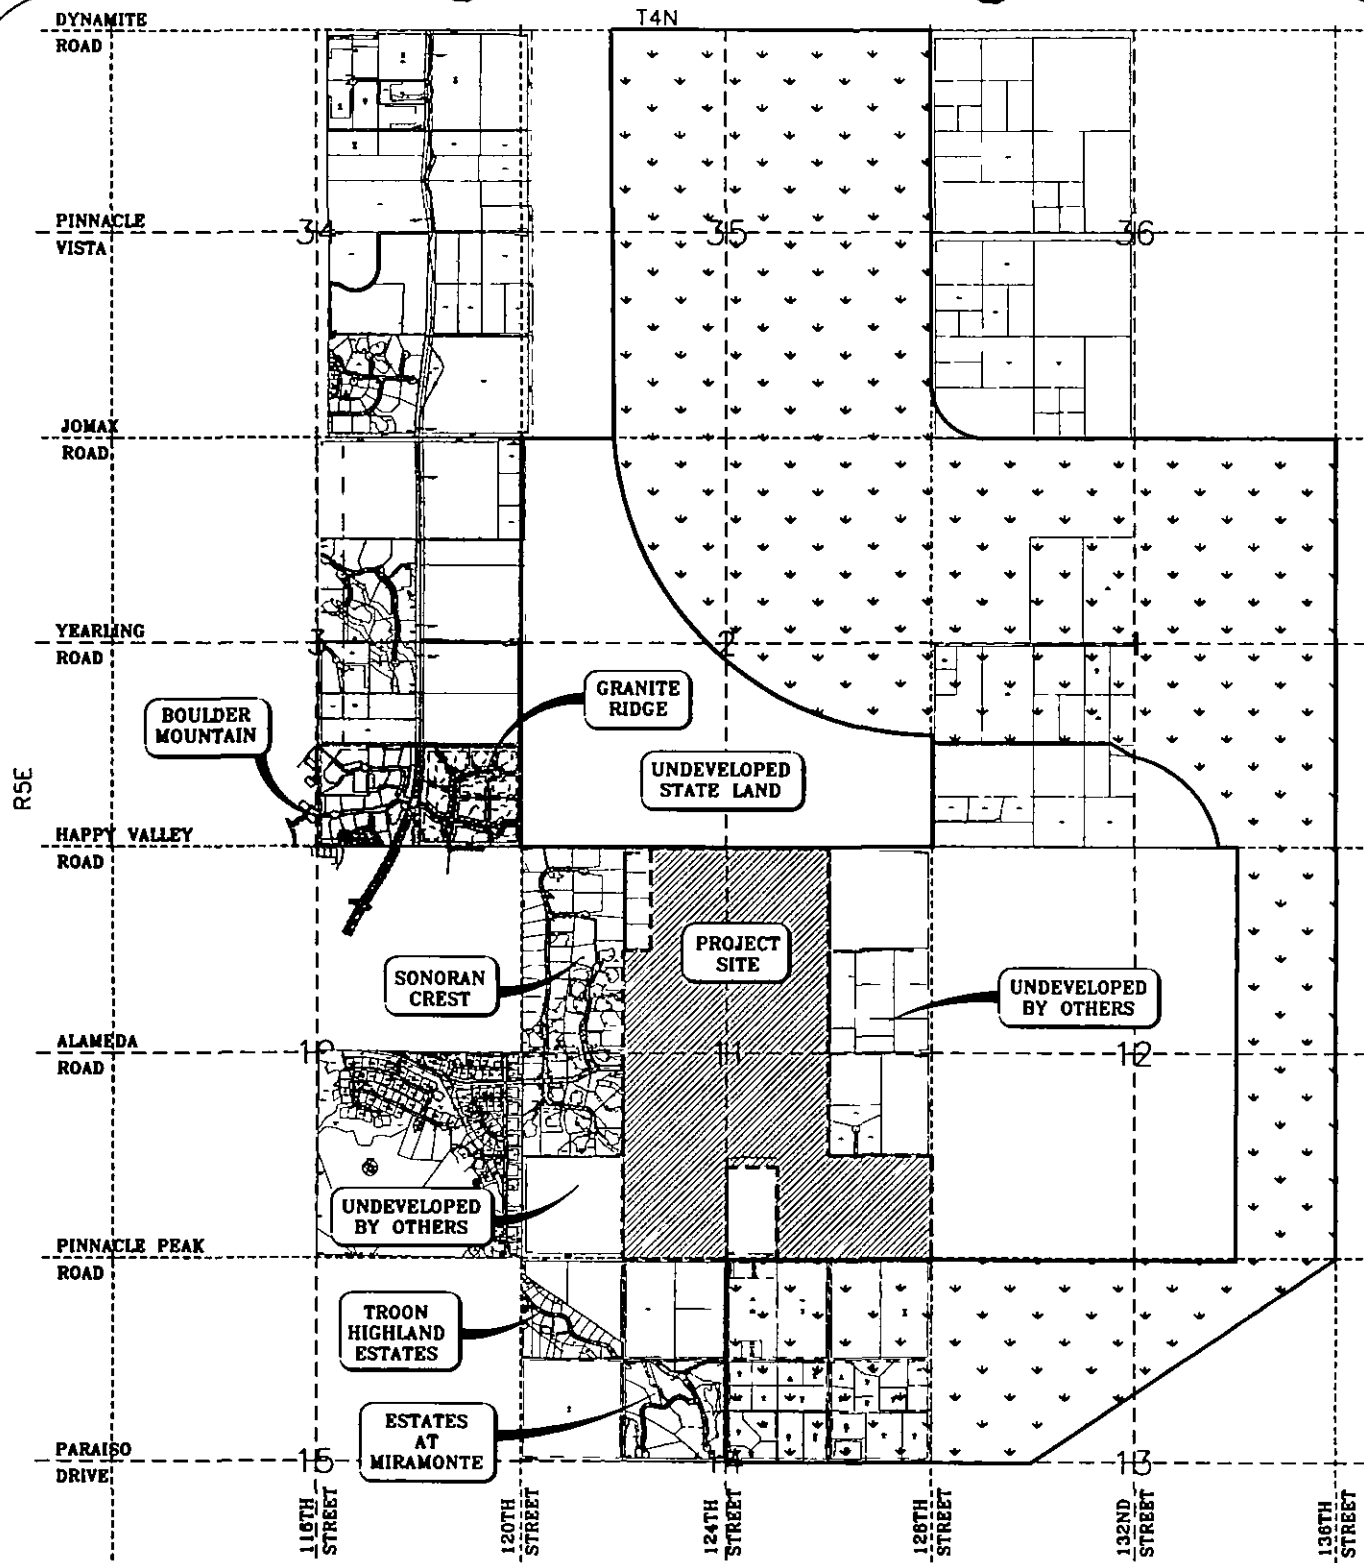 DYNAMITE
ROAD
T4N
PINNACLE
VISTA
34
35
36
JOMAX
ROAD
YEARLING
ROAD
3
2
1
BOULDER
MOUNTAIN
GRANITE
RIDGE
UNDEVELOPED
STATE LAND
R5E
HAPPY VALLEY
ROAD
SONORAN
CREST
PROJECT
SITE
UNDEVELOPED
BY OTHERS
ALAMEDA
ROAD
10
11
12
UNDEVELOPED
BY OTHERS
PINNACLE PEAK
ROAD
TROON
HIGHLAND
ESTATES
ESTATES
AT
MIRAMONTE
PARAISO
DRIVE
15
14
13
116TH
STREET
120TH
STREET
124TH
STREET
128TH
STREET
132ND
STREET
136TH
STREET